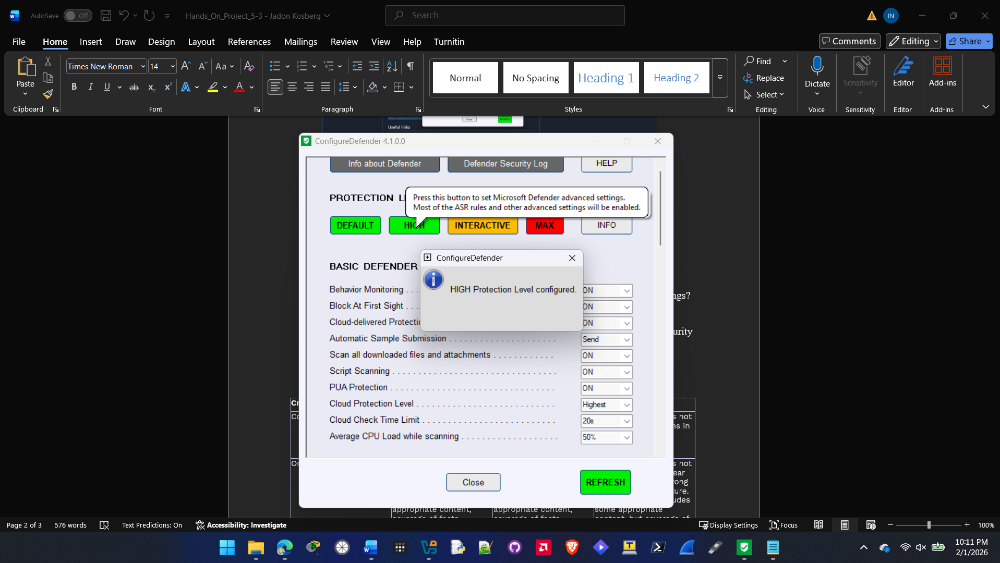 AutoSave Off
Hands_On_Project_5-3 - Jadon Kosberg
Search
JN
File Home Insert Draw Design Layout References Mailings Review View Help Turnitin
Comments Editing Share
Paste
Clipboard
Times New Roman 14
Aa
B I U ab x₂ x² A A
Font
Paragraph
Normal
No Spacing
Heading 1
Heading 2
Styles
Find
Replace
Select
Editing
Dictate
Voice
Sensitivity
Sensitivity
Editor
Editor
Add-ins
Add-ins
Close REFRESH
Useful links
ConfigureDefender 4.1.0.0
Info about Defender Defender Security Log HELP
PROTECTION
Press this button to set Microsoft Defender advanced settings.
Most of the ASR rules and other advanced settings will be enabled.
DEFAULT HIGH INTERACTIVE MAX INFO
ConfigureDefender
HIGH Protection Level configured.
BASIC DEFENDER
Behavior Monitoring . . . ON
Block At First Sight . . . ON
Cloud-delivered Protectio ON
Automatic Sample Submission . . . . . . . . . . . . . . . . . . . . . . Send
Scan all downloaded files and attachments . . . . . . . . . . . . ON
Script Scanning . . . . . . . . . . . . . . . . . . . . . . . . . . . . . . . . . ON
PUA Protection . . . . . . . . . . . . . . . . . . . . . . . . . . . . . . . . . ON
Cloud Protection Level . . . . . . . . . . . . . . . . . . . . . . . . . . . . Highest
Cloud Check Time Limit . . . . . . . . . . . . . . . . . . . . . . . . . . . 20s
Average CPU Load while scanning . . . . . . . . . . . . . . . . . . . 50%
Close REFRESH
ngs?
urity
s not
ns in
s not
ear
ong
ture.
udes
appropriate content, appropriate content, some appropriate
Page 2 of 3 576 words Text Predictions: On Accessibility: Investigate
Display Settings Focus 100%
10:11 PM
2/1/2026